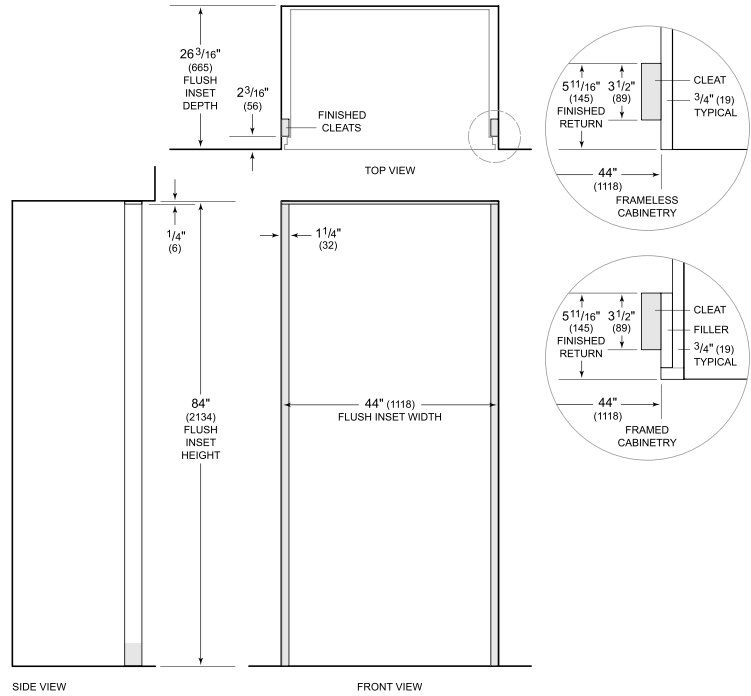 26 3/16"
(665)
FLUSH
INSET
DEPTH
2 3/16"
(56)
FINISHED
CLEATS
TOP VIEW
5 11/16"
(145)
FINISHED
RETURN
3 1/2"
(89)
CLEAT
3/4" (19)
TYPICAL
44"
(1118)
FRAMELESS
CABINETRY
1/4"
(6)
1 1/4"
(32)
84"
(2134)
FLUSH
INSET
HEIGHT
44" (1118)
FLUSH INSET WIDTH
5 11/16"
(145)
FINISHED
RETURN
3 1/2"
(89)
CLEAT
FILLER
3/4" (19)
TYPICAL
44"
(1118)
FRAMED
CABINETRY
SIDE VIEW
FRONT VIEW